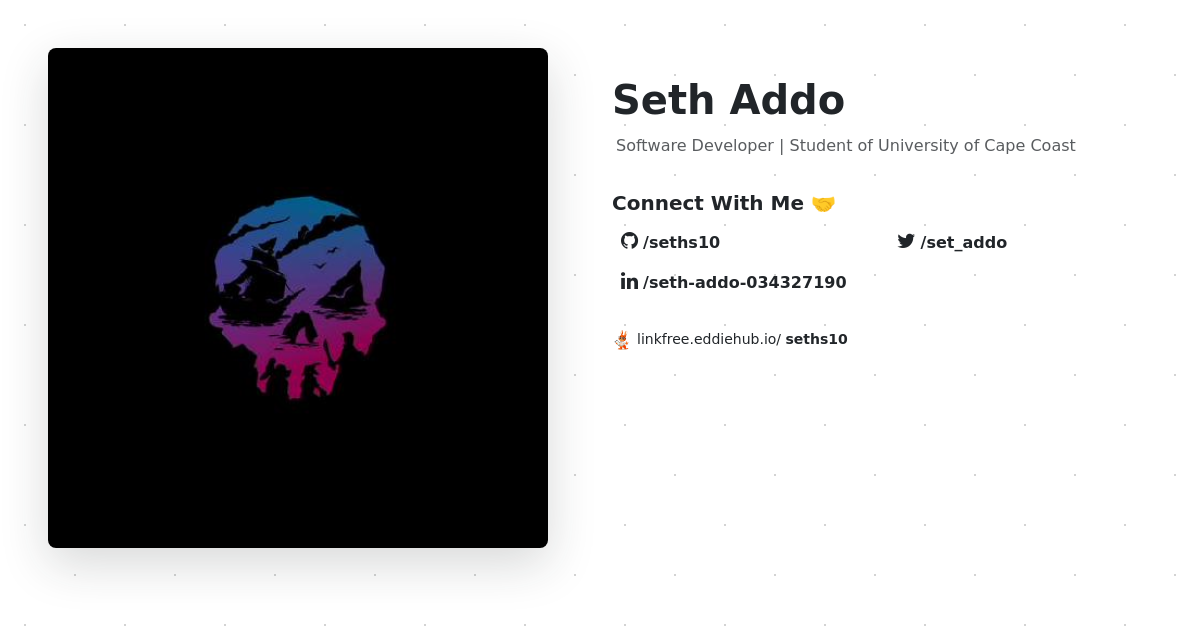 Seth Addo
Software Developer | Student of University of Cape Coast
Connect With Me 🤝
/seths10
/set_addo
/seth-addo-034327190
linkfree.eddiehub.io/ seths10